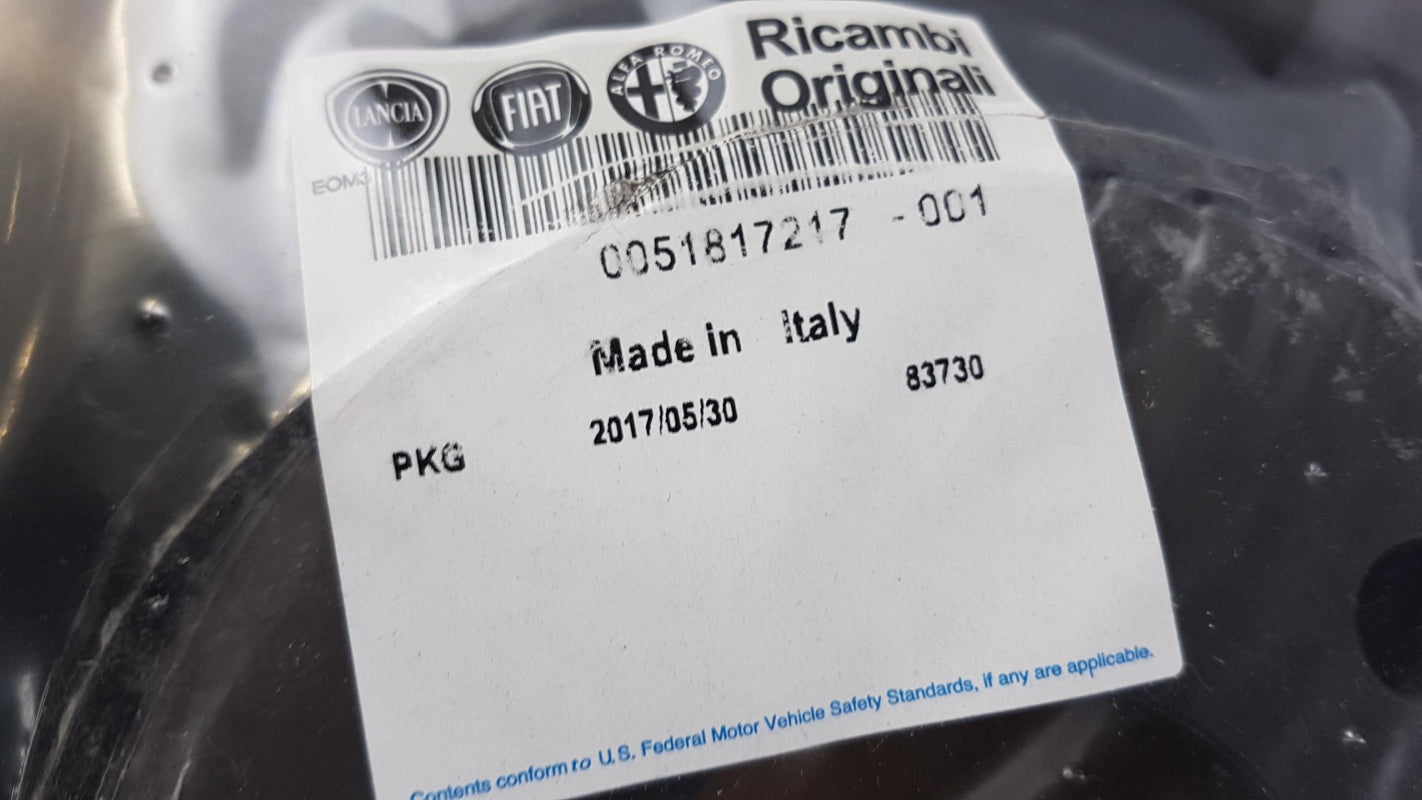 LANCIA
FIAT
ALFA ROMEO
Ricambi
Originali
EOM3
0051817217 -001
Made in Italy
83730
PKG 2017/05/30
Contents conform to U.S. Federal Motor Vehicle Safety Standards, if any are applicable.